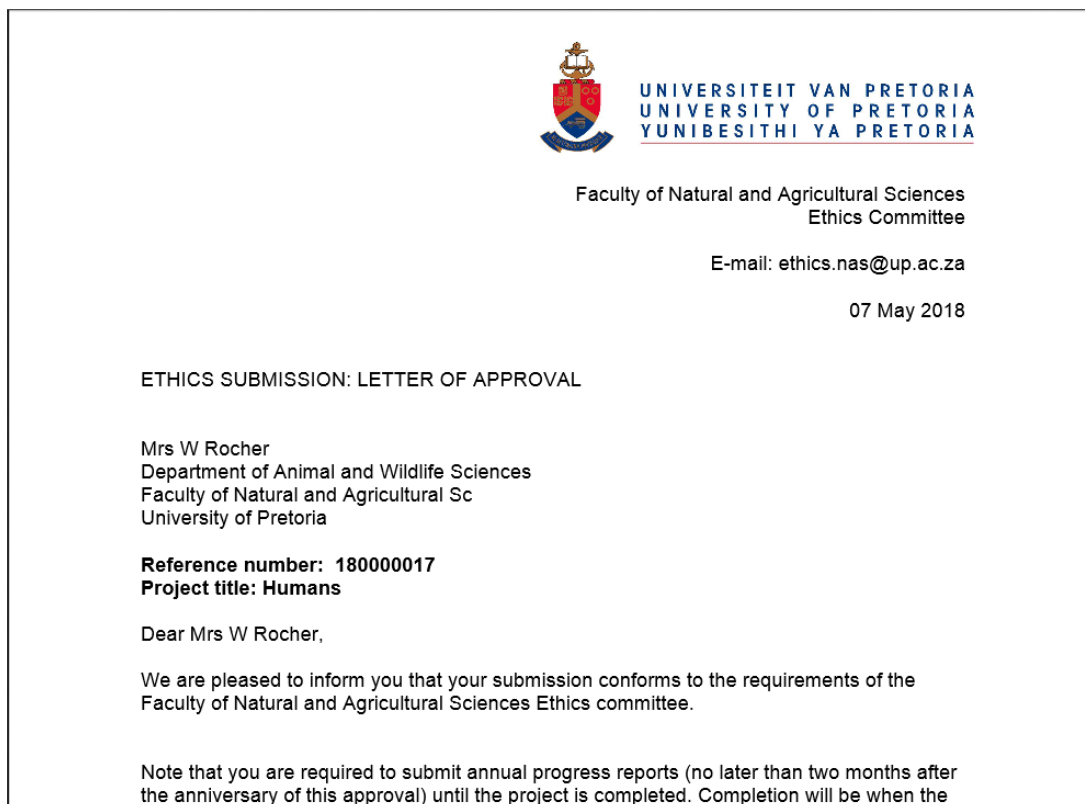 UNIVERSITEIT VAN PRETORIA
UNIVERSITY OF PRETORIA
YUNIBESITHI YA PRETORIA
Faculty of Natural and Agricultural Sciences
Ethics Committee
E-mail: ethics.nas@up.ac.za
07 May 2018
ETHICS SUBMISSION: LETTER OF APPROVAL
Mrs W Rocher
Department of Animal and Wildlife Sciences
Faculty of Natural and Agricultural Sc
University of Pretoria
Reference number: 180000017
Project title: Humans
Dear Mrs W Rocher,
We are pleased to inform you that your submission conforms to the requirements of the
Faculty of Natural and Agricultural Sciences Ethics committee.
Note that you are required to submit annual progress reports (no later than two months after
the anniversary of this approval) until the project is completed. Completion will be when the